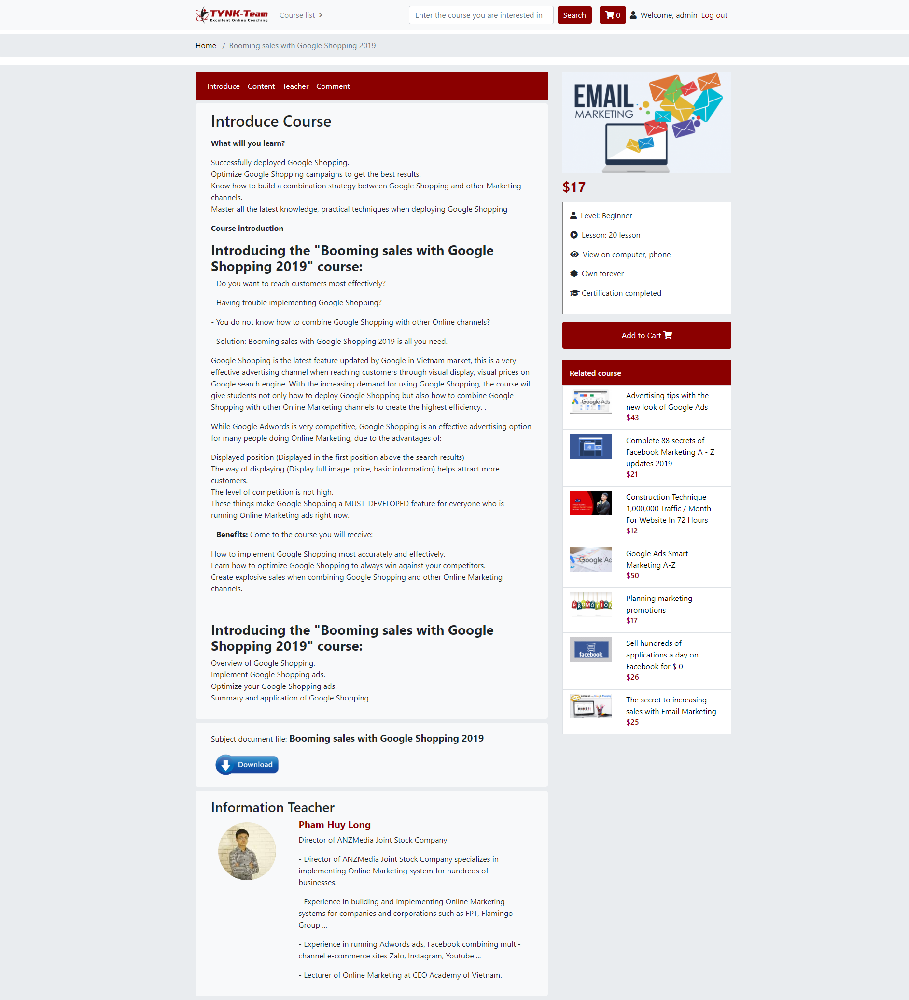 TYNK-Team
Excellent Online Coaching
Course list
Enter the course you are interested in
Search
0
Welcome, admin
Log out
Home / Booming sales with Google Shopping 2019
Introduce Content Teacher Comment
Introduce Course
What will you learn?
Successfully deployed Google Shopping.
Optimize Google Shopping campaigns to get the best results.
Know how to build a combination strategy between Google Shopping and other Marketing
channels.
Master all the latest knowledge, practical techniques when deploying Google Shopping
Course introduction
Introducing the "Booming sales with Google
Shopping 2019" course:
- Do you want to reach customers most effectively?
- Having trouble implementing Google Shopping?
- You do not know how to combine Google Shopping with other Online channels?
- Solution: Booming sales with Google Shopping 2019 is all you need.
Google Shopping is the latest feature updated by Google in Vietnam market, this is a very
effective advertising channel when reaching customers through visual display, visual prices on
Google search engine. With the increasing demand for using Google Shopping, the course will
give students not only how to deploy Google Shopping but also how to combine Google
Shopping with other Online Marketing channels to create the highest efficiency. .
While Google Adwords is very competitive, Google Shopping is an effective advertising option
for many people doing Online Marketing, due to the advantages of:
Displayed position (Displayed in the first position above the search results)
The way of displaying (Display full image, price, basic information) helps attract more
customers.
The level of competition is not high.
These things make Google Shopping a MUST-DEVELOPED feature for everyone who is
running Online Marketing ads right now.
- Benefits: Come to the course you will receive:
How to implement Google Shopping most accurately and effectively.
Learn how to optimize Google Shopping to always win against your competitors.
Create explosive sales when combining Google Shopping and other Online Marketing
channels.
Introducing the "Booming sales with Google
Shopping 2019" course:
Overview of Google Shopping.
Implement Google Shopping ads.
Optimize your Google Shopping ads.
Summary and application of Google Shopping.
Subject document file: Booming sales with Google Shopping 2019
Download
Information Teacher
Pham Huy Long
Director of ANZMedia Joint Stock Company
- Director of ANZMedia Joint Stock Company specializes in
implementing Online Marketing system for hundreds of
businesses.
- Experience in building and implementing Online Marketing
systems for companies and corporations such as FPT, Flamingo
Group ...
- Experience in running Adwords ads, Facebook combining multi-
channel e-commerce sites Zalo, Instagram, Youtube ...
- Lecturer of Online Marketing at CEO Academy of Vietnam.
EMAIL
MARKETING
$17
Level: Beginner
Lesson: 20 lesson
View on computer, phone
Own forever
Certification completed
Add to Cart
Related course
Google Ads
Advertising tips with the
new look of Google Ads
$43
AD
Complete 88 secrets of
Facebook Marketing A - Z
updates 2019
$21
Construction Technique
1,000,000 Traffic / Month
For Website In 72 Hours
$12
Google Ad
Google Ads Smart
Marketing A-Z
$50
PROMOTION
Planning marketing
promotions
$17
facebook
Sell hundreds of
applications a day on
Facebook for $ 0
$26
Google Shopping
The secret to increasing
sales with Email Marketing
$25